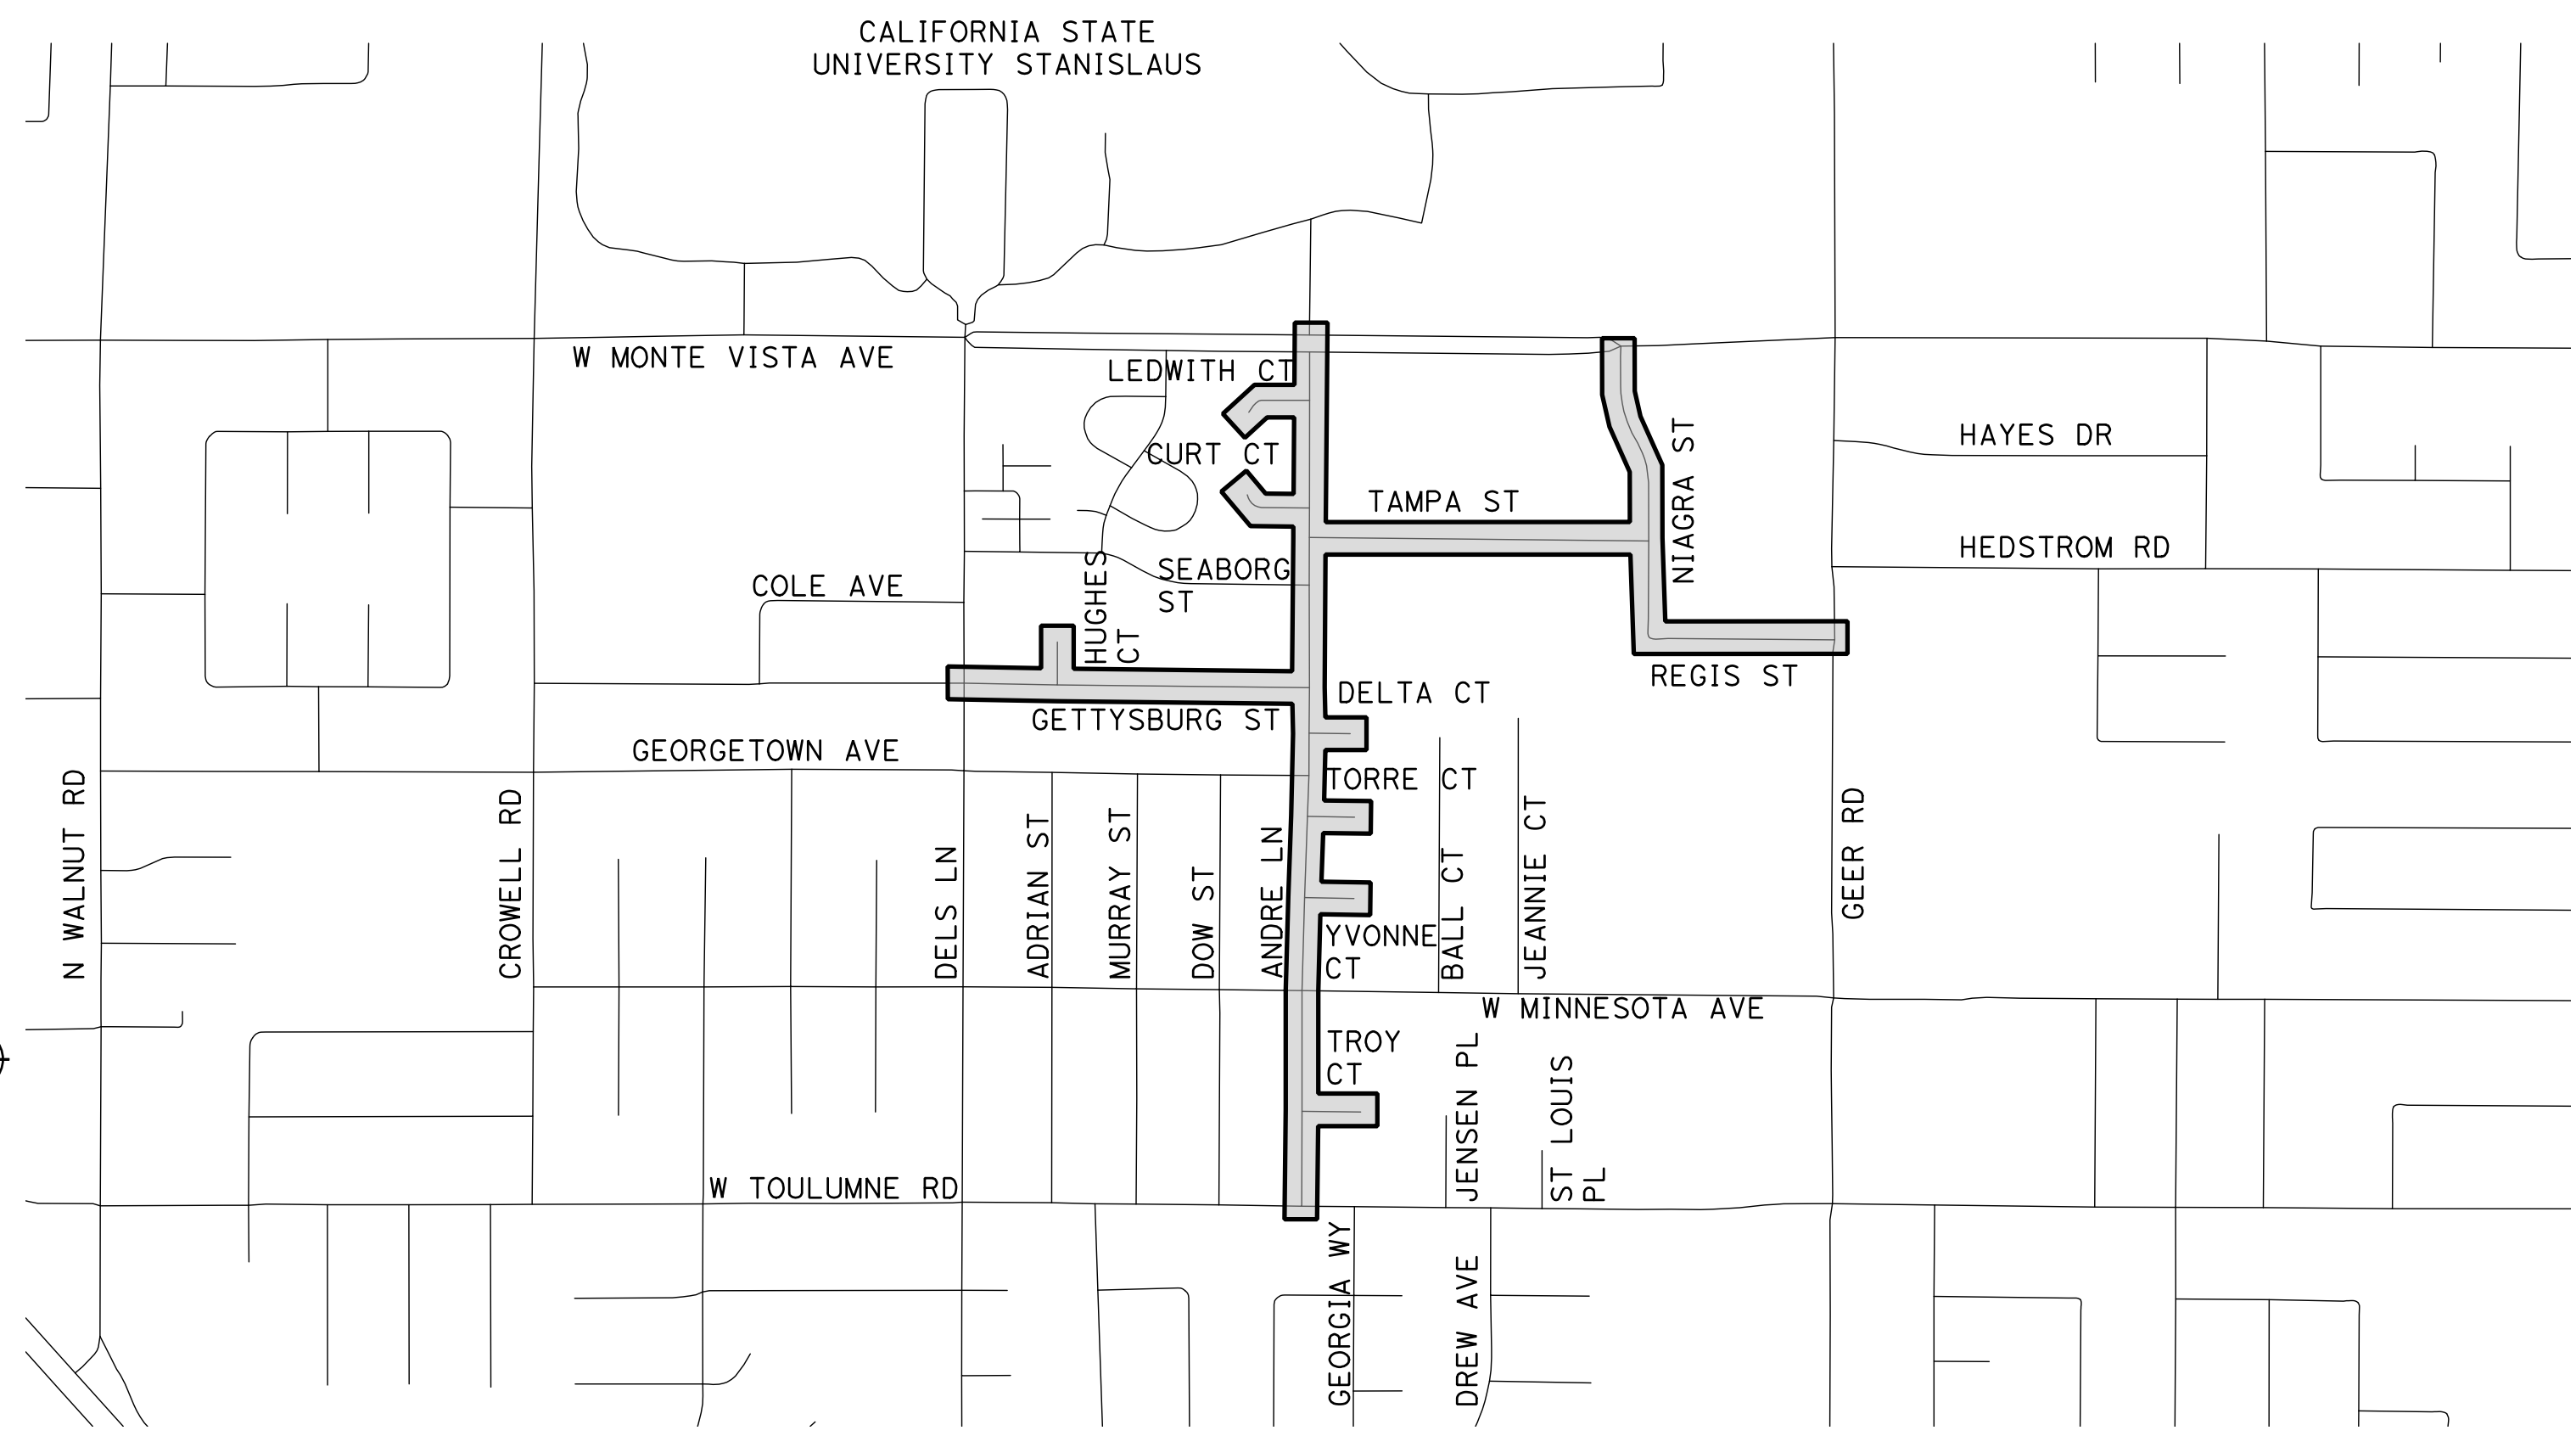 CALIFORNIA STATE
UNIVERSITY STANISLAUS
W MONTE VISTA AVE
LEDWITH CT
CURT CT
TAMPA ST
NIAGRA ST
HAYES DR
HEDSTROM RD
SEABORG
ST
HUGHES
CT
COLE AVE
REGIS ST
DELTA CT
GETTYSBURG ST
GEORGETOWN AVE
TORRE CT
N WALNUT RD
CROWELL RD
DELS LN
ADRIAN ST
MURRAY ST
DOW ST
ANDRE LN
YVONNE
CT
BALL CT
JEANNIE CT
GEER RD
W MINNESOTA AVE
TROY
CT
JENSEN PL
ST LOUIS
PL
W TOULUMNE RD
GEORGIA WY
DREW AVE